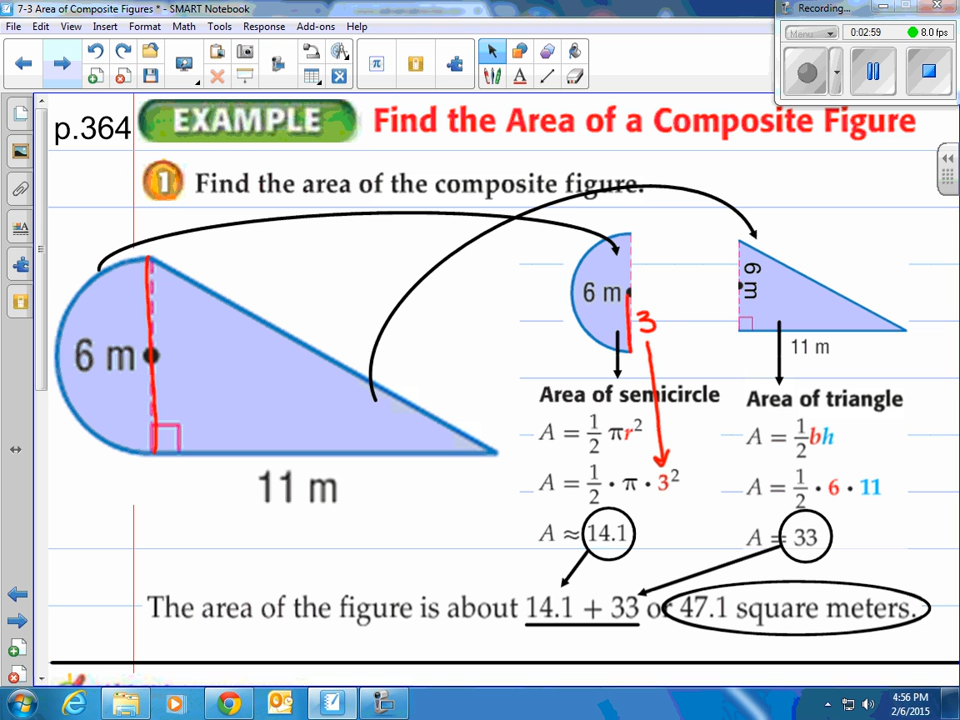 7-3 Area of Composite Figures * - SMART Notebook
Recording...
File Edit View Insert Format Math Tools Response Add-ons Help
Menu
0:02:59
8.0 fps
p.364
EXAMPLE
Find the Area of a Composite Figure
1 Find the area of the composite figure.
6 m
11 m
6 m
3
6 m
11 m
Area of semicircle
A = 1/2 πr²
A = 1/2 · π · 3²
A ≈ 14.1
Area of triangle
A = 1/2 bh
A = 1/2 · 6 · 11
A = 33
The area of the figure is about 14.1 + 33 or 47.1 square meters.
4:56 PM
2/6/2015